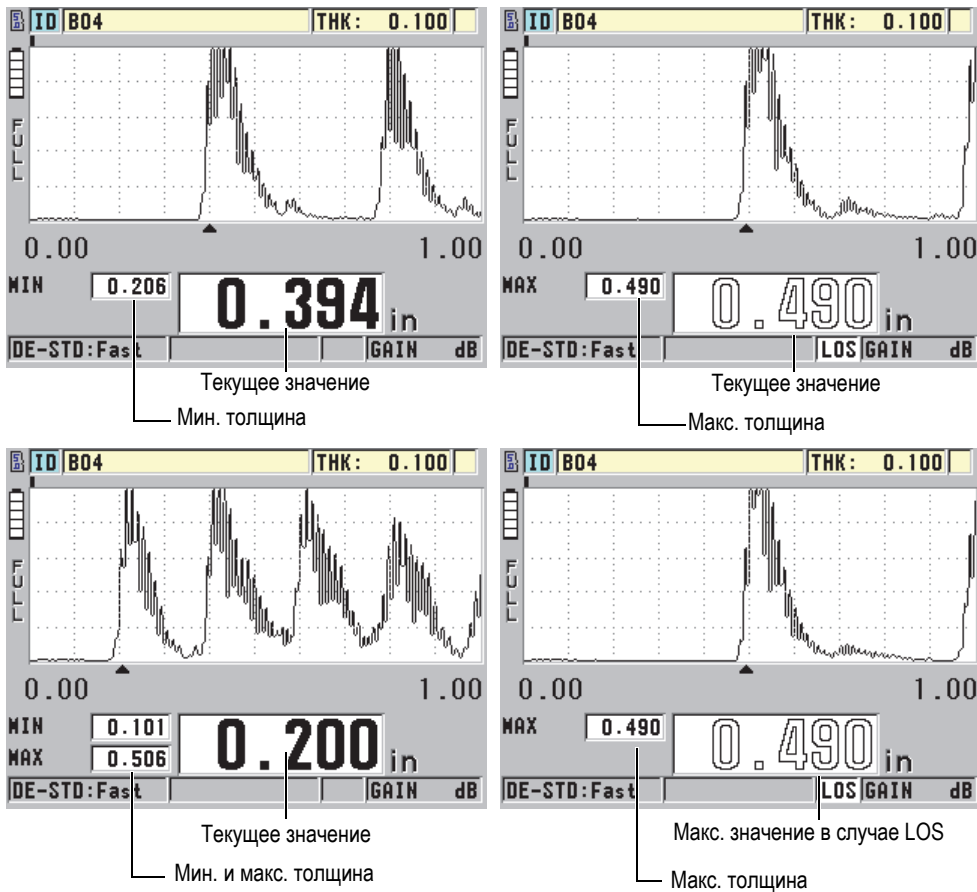 ID B04 THK: 0.100
FULL
0.00 1.00
MIN 0.206 0.394 in
DE-STD:Fast GAIN dB
Текущее значение
Мин. толщина
ID B04 THK: 0.100
FULL
0.00 1.00
MAX 0.490 0.490 in
DE-STD:Fast LOS GAIN dB
Текущее значение
Макс. толщина
ID B04 THK: 0.100
FULL
0.00 1.00
MIN 0.101
MAX 0.506 0.200 in
DE-STD:Fast GAIN dB
Текущее значение
Мин. и макс. толщина
ID B04 THK: 0.100
FULL
0.00 1.00
MAX 0.490 0.490 in
DE-STD:Fast LOS GAIN dB
Макс. значение в случае LOS
Макс. толщина